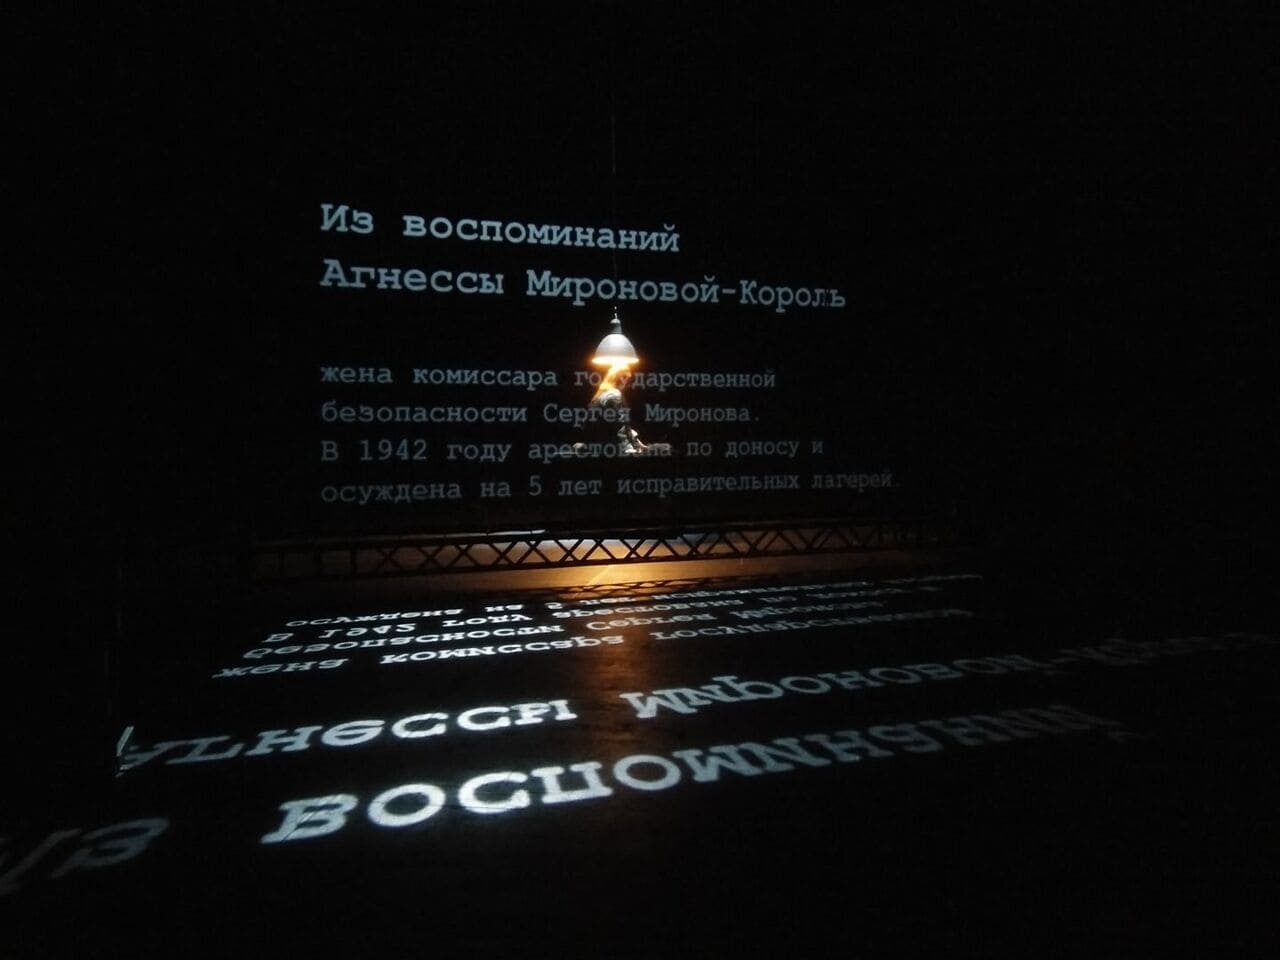 Из воспоминаний
Агнессы Мироновой-Король
жена комиссара государственной
безопасности Сергея Миронова.
В 1942 году арестована по доносу и
осуждена на 5 лет исправительных лагерей.